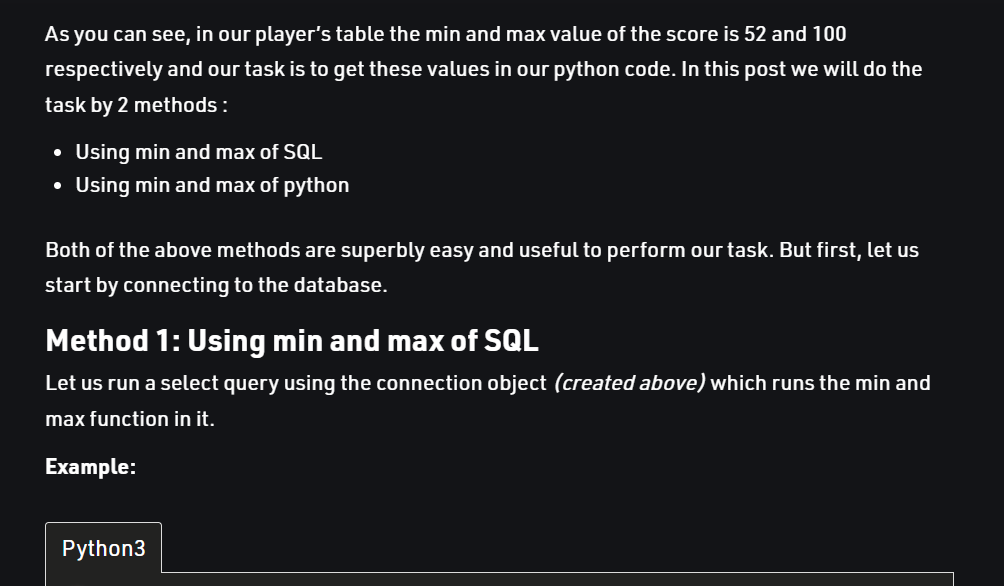 As you can see, in our player’s table the min and max value of the score is 52 and 100
respectively and our task is to get these values in our python code. In this post we will do the
task by 2 methods :
• Using min and max of SQL
• Using min and max of python
Both of the above methods are superbly easy and useful to perform our task. But first, let us
start by connecting to the database.
Method 1: Using min and max of SQL
Let us run a select query using the connection object (created above) which runs the min and
max function in it.
Example:
Python3